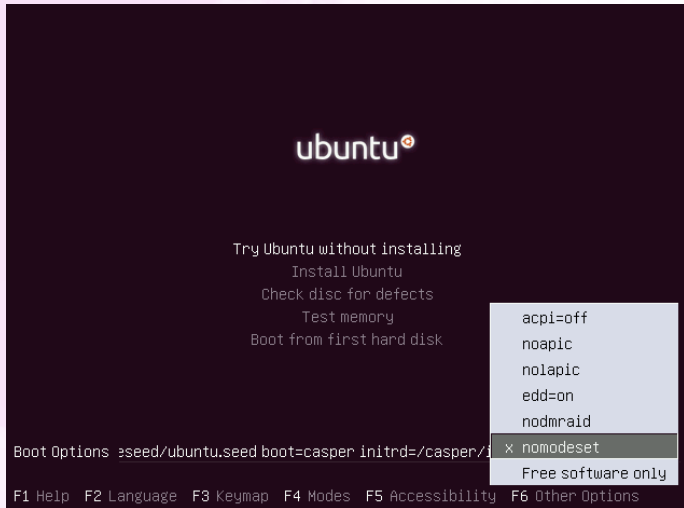 ubuntu
Try Ubuntu without installing
Install Ubuntu
Check disc for defects
Test memory
Boot from first hard disk
acpi=off
noapic
nolapic
edd=on
nodmraid
x nomodeset
Free software only
Boot Options eseed/ubuntu.seed boot=casper initrd=/casper/i
F1 Help F2 Language F3 Keymap F4 Modes F5 Accessibility F6 Other Options